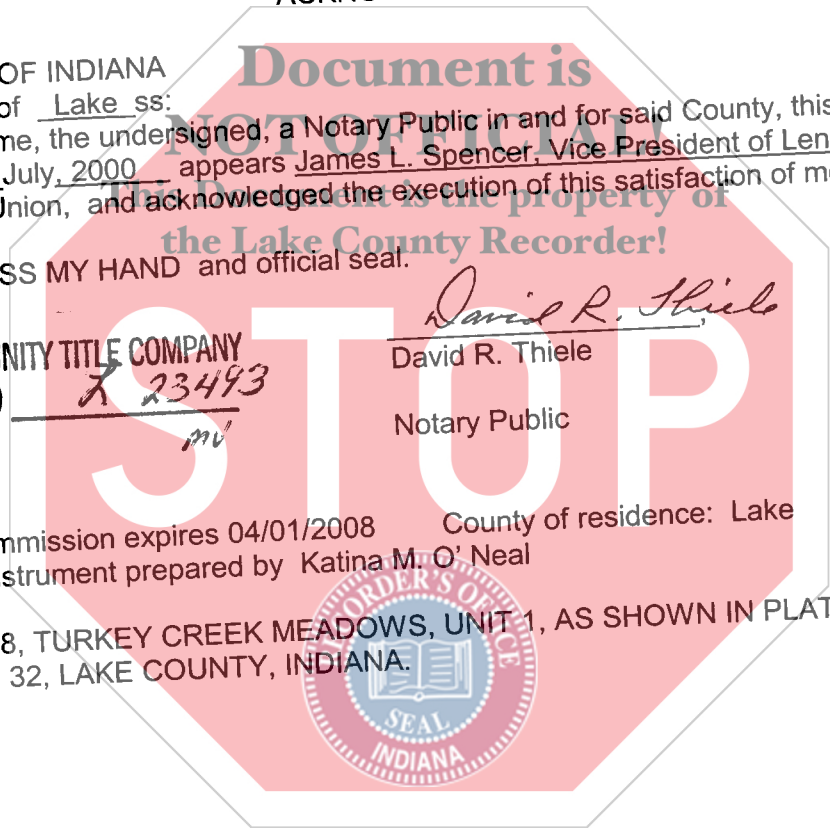 OF INDIANA
of Lake ss:
me, the undersigned, a Notary Public in and for said County, this
July, 2000 appears James L. Spencer, Vice President of Len
Union, and acknowledged the execution of this satisfaction of m
SS MY HAND and official seal.
David R. Thiele
David R. Thiele
NITY TITLE COMPANY
23493
Notary Public
mmission expires 04/01/2008 County of residence: Lake
strument prepared by Katina M. O' Neal
8, TURKEY CREEK MEADOWS, UNIT 1, AS SHOWN IN PLAT
32, LAKE COUNTY, INDIANA.
Document is
NOT OFFICIAL!
This Document is the property of
the Lake County Recorder!
STOP
RECORDER'S OFFICE
SEAL
INDIANA